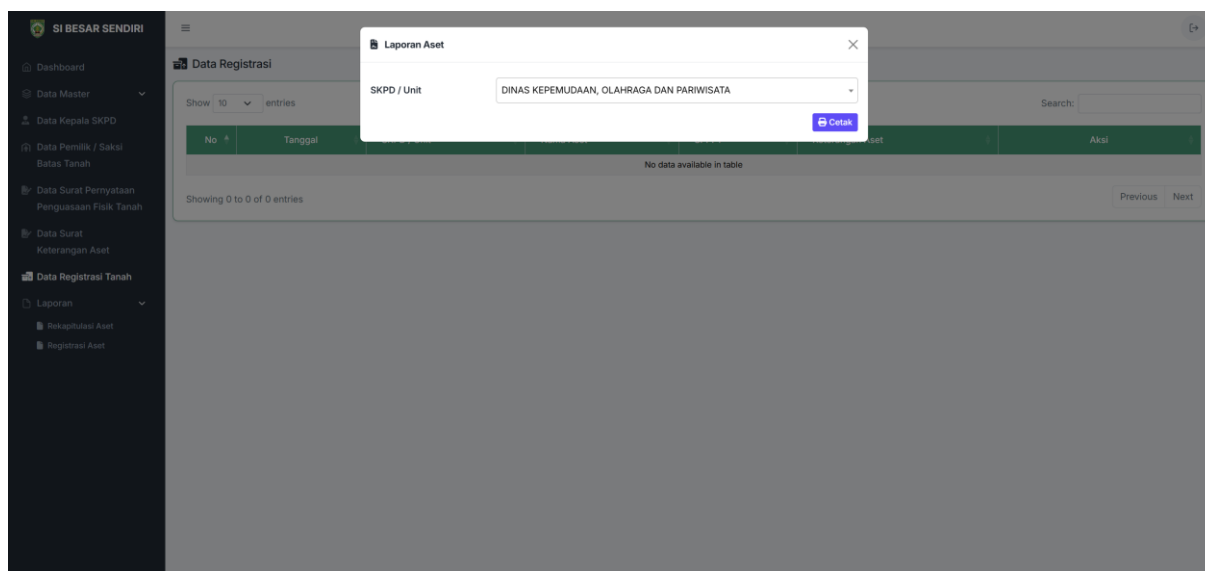 SI BESAR SENDIRI
Dashboard
Data Master
Data Kepala SKPD
Data Pemilik / Saksi
Batas Tanah
Data Surat Pernyataan
Penguasaan Fisik Tanah
Data Surat
Keterangan Aset
Data Registrasi Tanah
Laporan
Rekapitulasi Aset
Registrasi Aset
Laporan Aset
SKPD / Unit
DINAS KEPEMUDAAN, OLAHRAGA DAN PARIWISATA
Cetak
Data Registrasi
Show 10 entries
Search:
No Tanggal Aset Aksi
No data available in table
Showing 0 to 0 of 0 entries
Previous Next